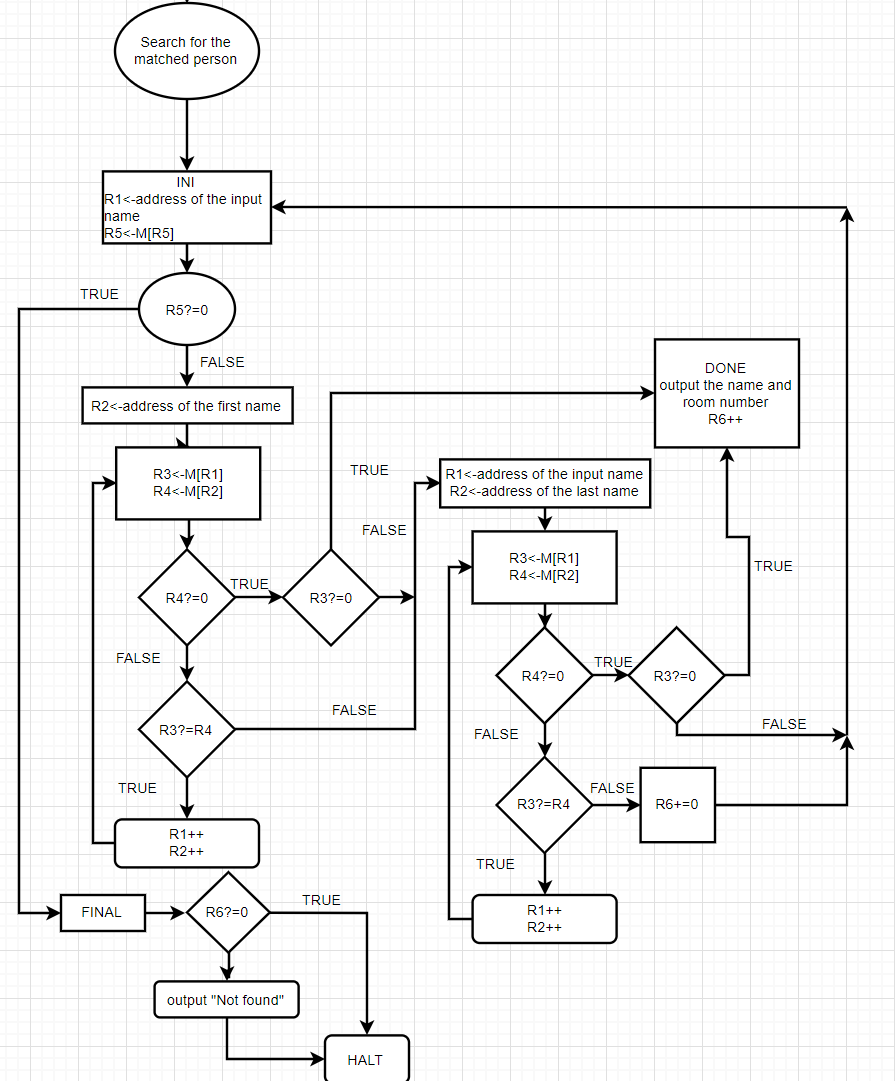 Search for the
matched person
INI
R1<-address of the input
name
R5<-M[R5]
TRUE
R5?=0
FALSE
R2<-address of the first name
R3<-M[R1]
R4<-M[R2]
R4?=0
TRUE
R3?=0
TRUE
FALSE
FALSE
R3?=R4
FALSE
TRUE
R1++
R2++
DONE
output the name and
room number
R6++
R1<-address of the input name
R2<-address of the last name
R3<-M[R1]
R4<-M[R2]
R4?=0
TRUE
R3?=0
TRUE
FALSE
FALSE
R3?=R4
FALSE
R6+=0
TRUE
R1++
R2++
FINAL
R6?=0
TRUE
output "Not found"
HALT